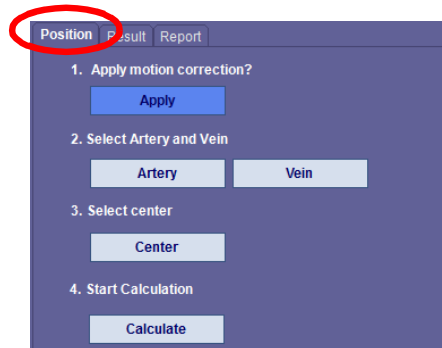 Position Result Report
1. Apply motion correction?
Apply
2. Select Artery and Vein
Artery Vein
3. Select center
Center
4. Start Calculation
Calculate